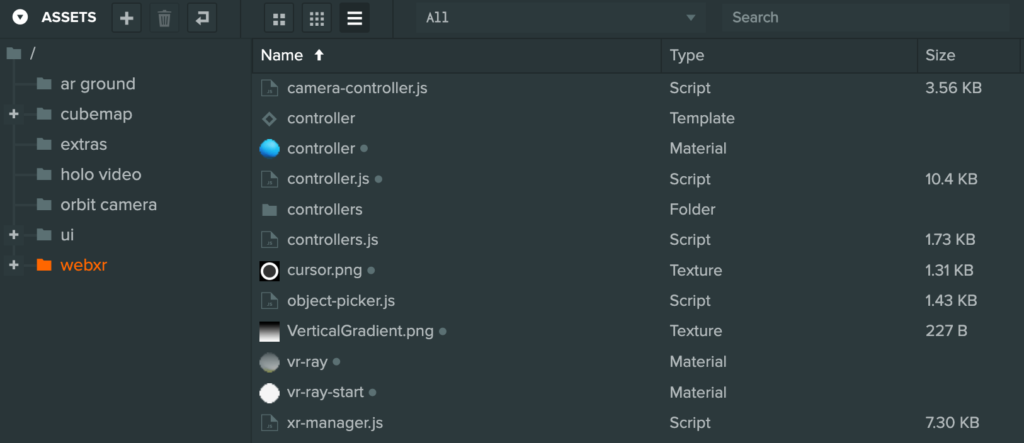 ASSETS All Search
/
ar ground
cubemap
extras
holo video
orbit camera
ui
webxr
Name Type Size
camera-controller.js Script 3.56 KB
controller Template
controller Material
controller.js Script 10.4 KB
controllers Folder
controllers.js Script 1.73 KB
cursor.png Texture 1.31 KB
object-picker.js Script 1.43 KB
VerticalGradient.png Texture 227 B
vr-ray Material
vr-ray-start Material
xr-manager.js Script 7.30 KB